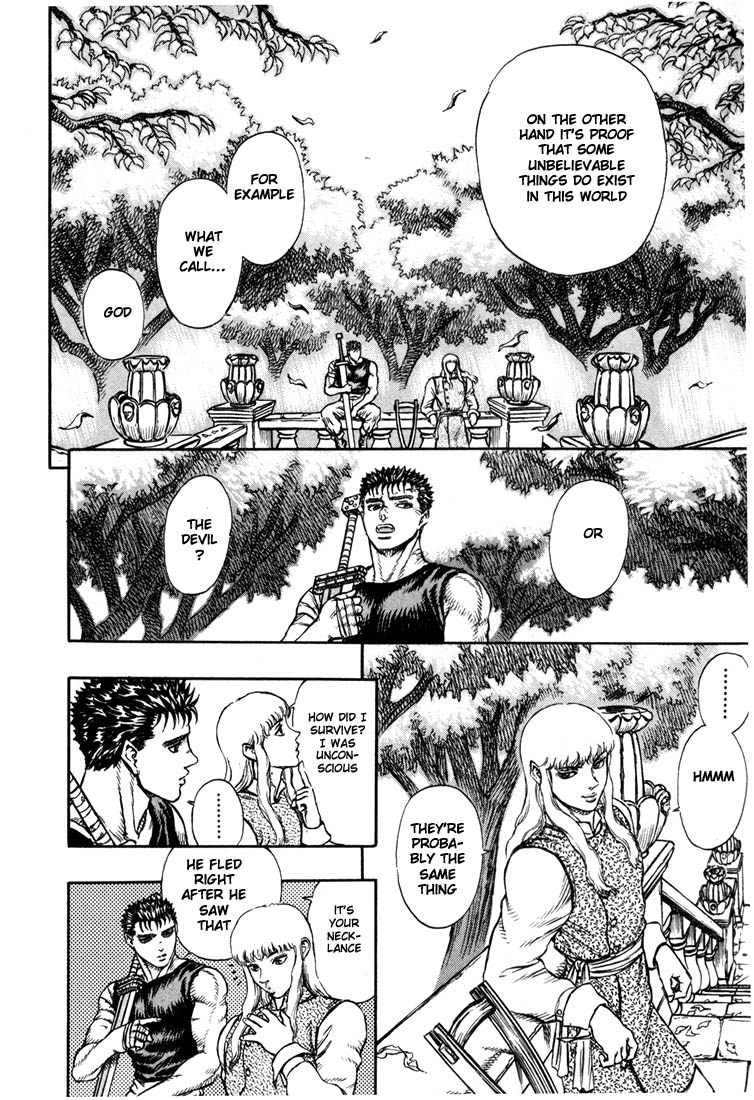 ON THE OTHER
HAND IT'S PROOF
THAT SOME
UNBELIEVABLE
THINGS DO EXIST
IN THIS WORLD
FOR
EXAMPLE
WHAT
WE
CALL...
GOD
OR
THE
DEVIL
?
........
HMMM
THEY'RE
PROBA-
BLY THE
SAME
THING
HOW DID I
SURVIVE?
I WAS
UNCON-
SCIOUS
........
IT'S
YOUR
NECK-
LANCE
HE FLED
RIGHT
AFTER HE
SAW
THAT
...